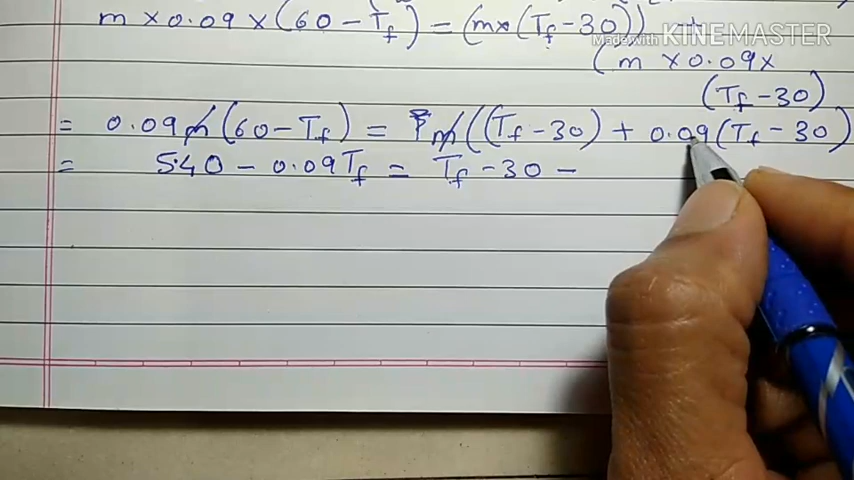 m × 0.09 × (60 - Tf) = (m × (Tf - 30)) +
Made with KINEMASTER
(m × 0.09 ×
(Tf - 30))
= 0.09 m (60 - Tf) = m ((Tf - 30) + 0.09 (Tf - 30)
= 5.40 - 0.09 Tf = Tf - 30 -